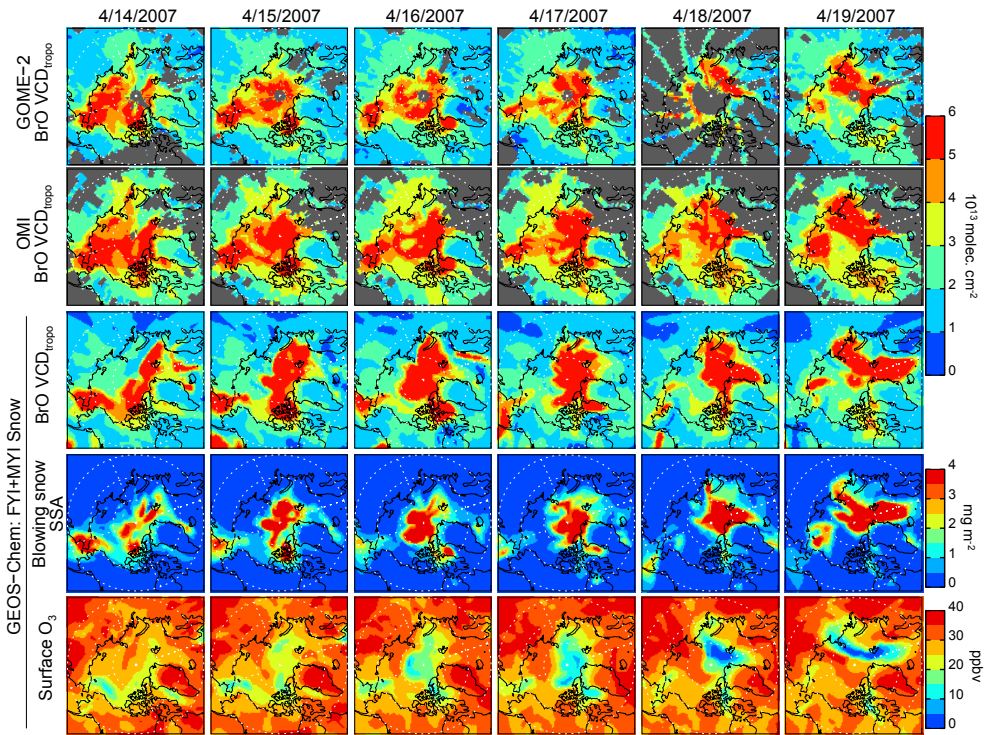 4/14/2007 4/15/2007 4/16/2007 4/17/2007 4/18/2007 4/19/2007
GOME−2
BrO VCDtropo
OMI
BrO VCDtropo
6
5
4
3
2
1
0
10¹³ molec. cm⁻²
GEOS−Chem: FYI+MYI Snow
BrO VCDtropo
Blowing snow
SSA
4
3
2
1
0
mg m⁻²
Surface O₃
40
30
20
10
0
ppbv